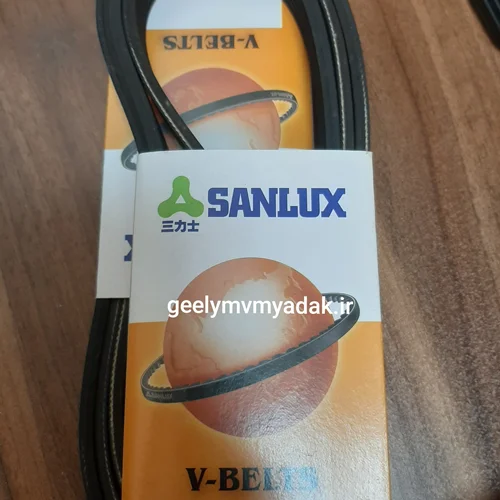 V-BELTS
SANLUX
三力士
geelymvmyadak.ir
V-BELTS